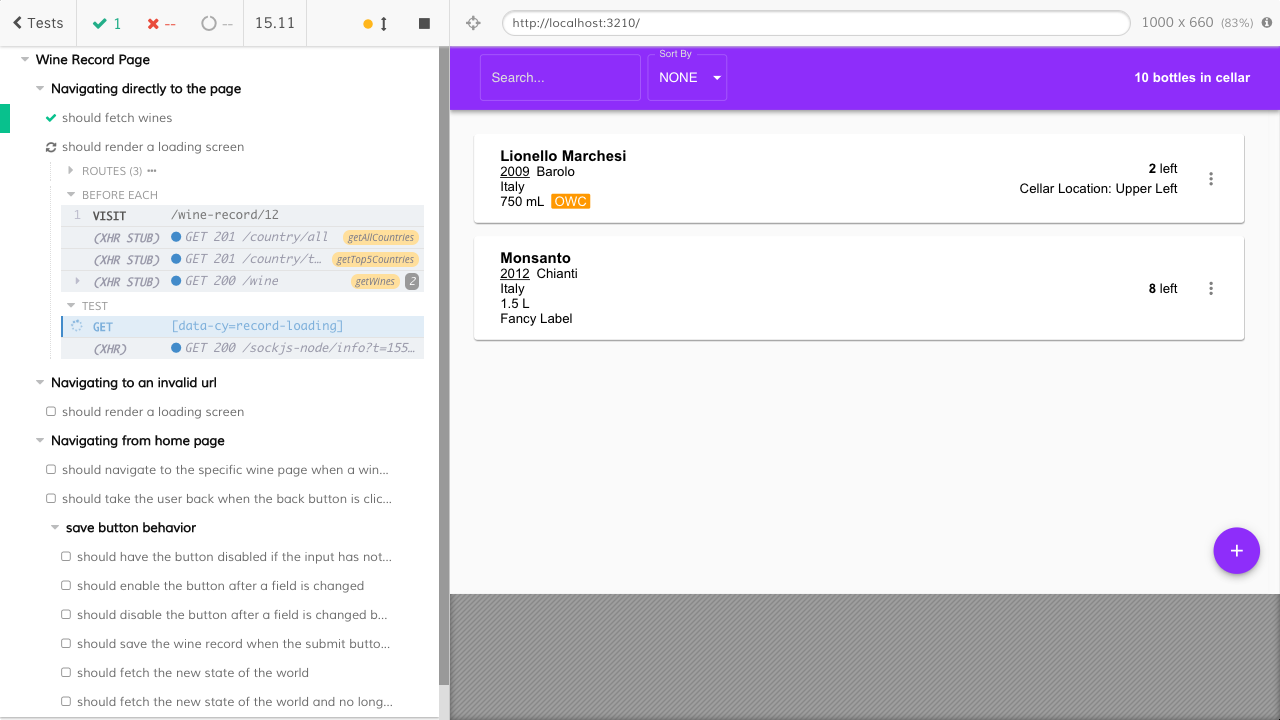 Tests
1
--
--
15.11
http://localhost:3210/
1000 x 660 (83%)
Wine Record Page
Navigating directly to the page
should fetch wines
should render a loading screen
ROUTES (3)
BEFORE EACH
1 VISIT /wine-record/12
(XHR STUB) GET 201 /country/all getAllCountries
(XHR STUB) GET 201 /country/t... getTop5Countries
(XHR STUB) GET 200 /wine getWines 2
TEST
GET [data-cy=record-loading]
(XHR) GET 200 /sockjs-node/info?t=155...
Navigating to an invalid url
should render a loading screen
Navigating from home page
should navigate to the specific wine page when a win...
should take the user back when the back button is clic...
save button behavior
should have the button disabled if the input has not...
should enable the button after a field is changed
should disable the button after a field is changed b...
should save the wine record when the submit butto...
should fetch the new state of the world
should fetch the new state of the world and no long...
Search...
Sort By
NONE
10 bottles in cellar
Lionello Marchesi
2009 Barolo
Italy
750 mL OWC
2 left
Cellar Location: Upper Left
Monsanto
2012 Chianti
Italy
1.5 L
Fancy Label
8 left
+